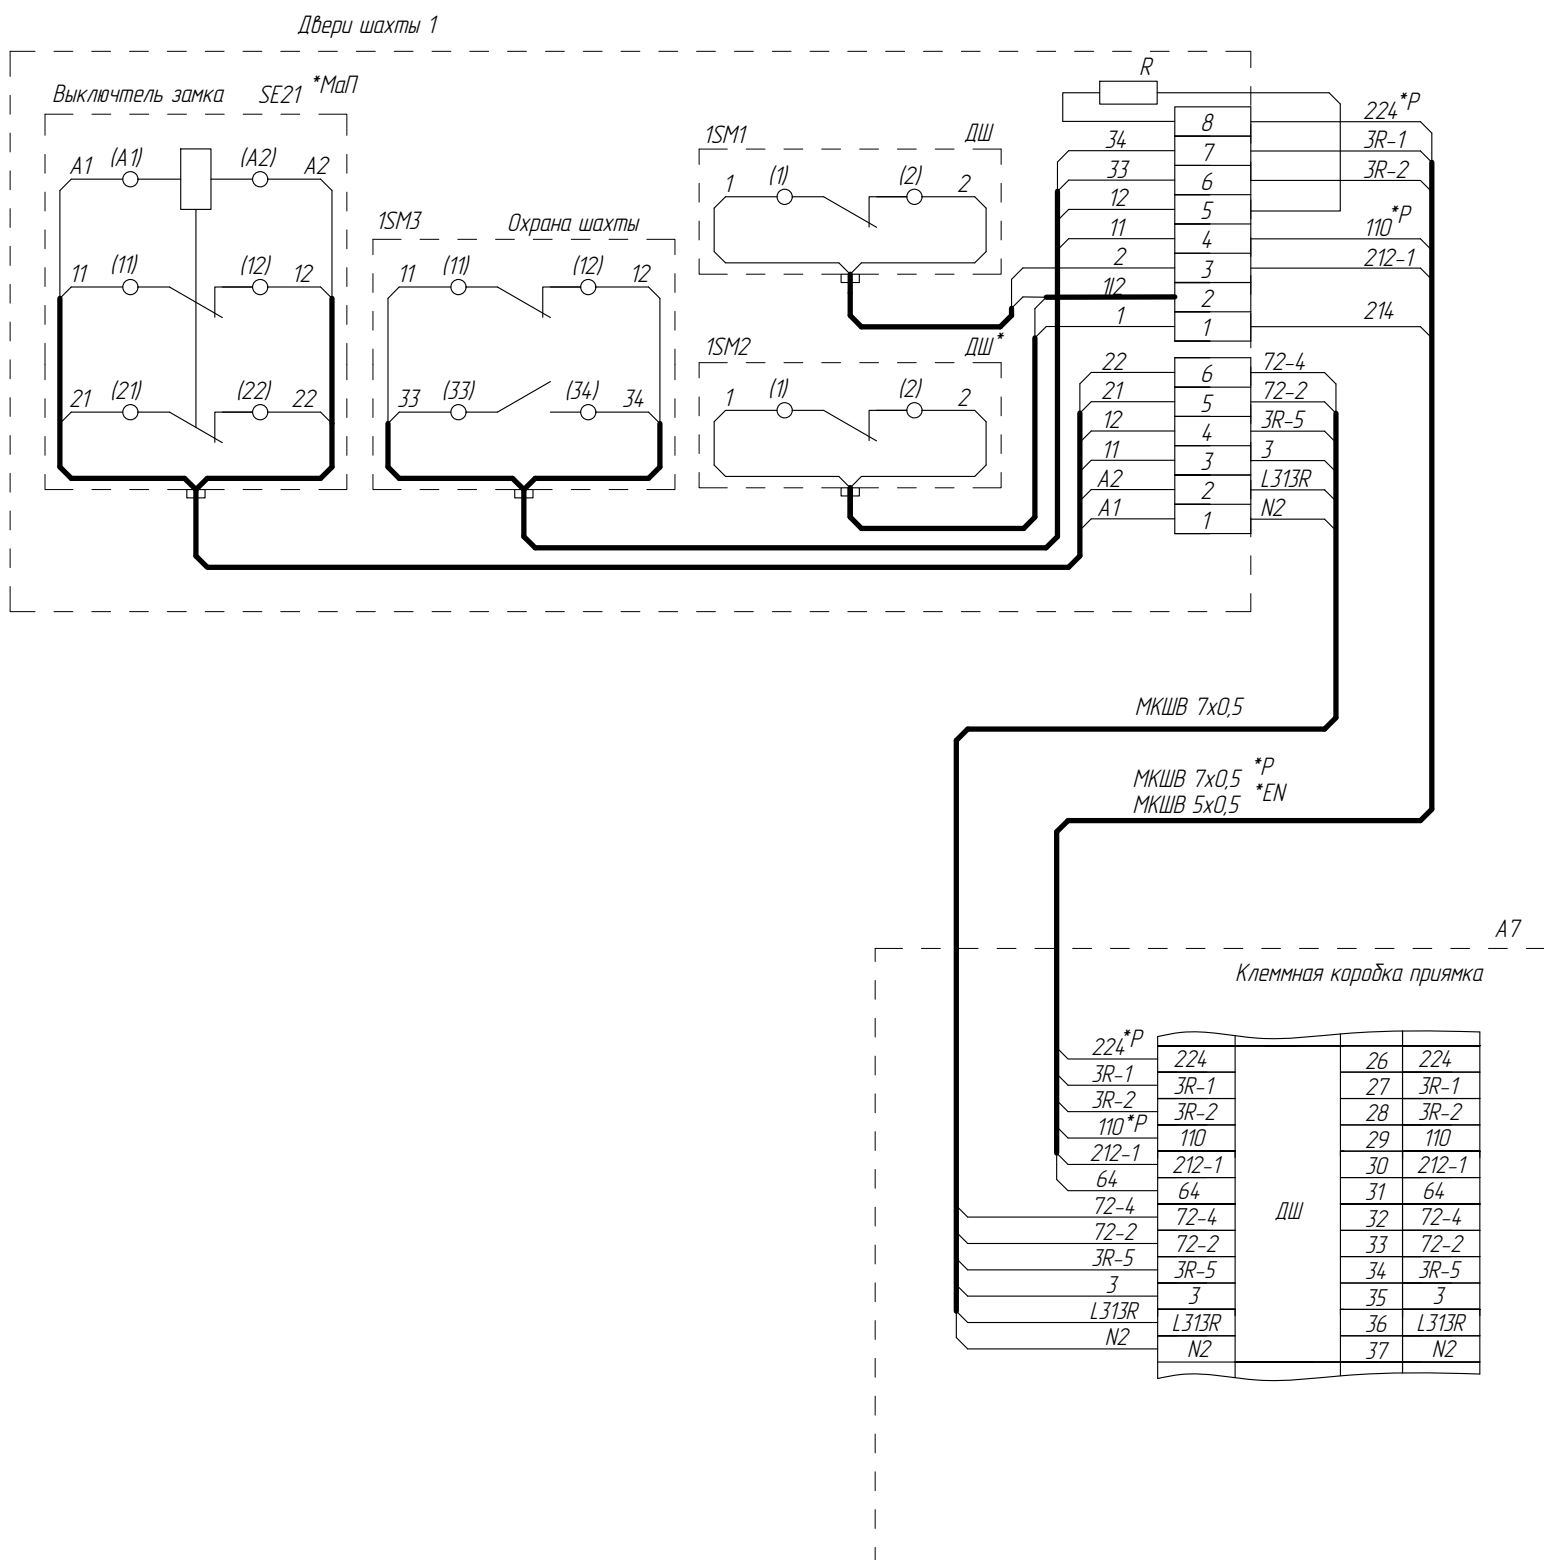 Двери шахты 1
Выключтель замка SE21 *МаП
A1 (A1) (A2) A2
11 (11) (12) 12
21 (21) (22) 22
1SM3 Охрана шахты
11 (11) (12) 12
33 (33) (34) 34
1SM1 ДШ
1 (1) (2) 2
1SM2 ДШ*
1 (1) (2) 2
R
8 224*P
34 7 3R-1
33 6 3R-2
12 5
11 4 110*P
2 3 212-1
1/2 2
1 1 214
22 6 72-4
21 5 72-2
12 4 3R-5
11 3 3
A2 2 L313R
A1 1 N2
МКШВ 7x0,5
МКШВ 7x0,5 *P
МКШВ 5x0,5 *EN
A7
Клеммная коробка приямка
224*P 224 26 224
3R-1 3R-1 27 3R-1
3R-2 3R-2 28 3R-2
110*P 110 29 110
212-1 212-1 30 212-1
64 64 31 64
ДШ
72-4 72-4 32 72-4
72-2 72-2 33 72-2
3R-5 3R-5 34 3R-5
3 3 35 3
L313R L313R 36 L313R
N2 N2 37 N2